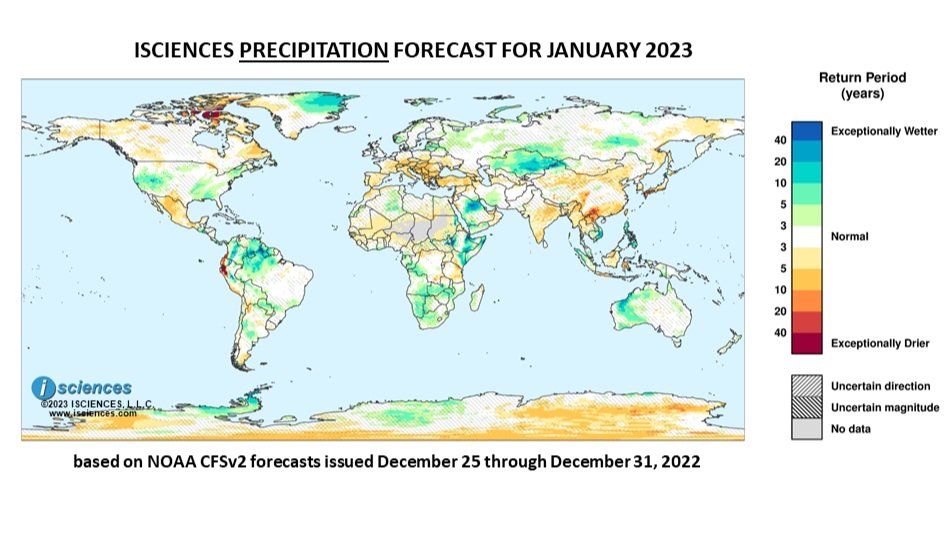 ISCIENCES PRECIPITATION FORECAST FOR JANUARY 2023
Return Period
(years)
Exceptionally Wetter
40
20
10
5
3
Normal
3
5
10
20
40
Exceptionally Drier
Uncertain direction
Uncertain magnitude
No data
i sciences
©2023 ISCIENCES, L.L.C.
www.isciences.com
based on NOAA CFSv2 forecasts issued December 25 through December 31, 2022